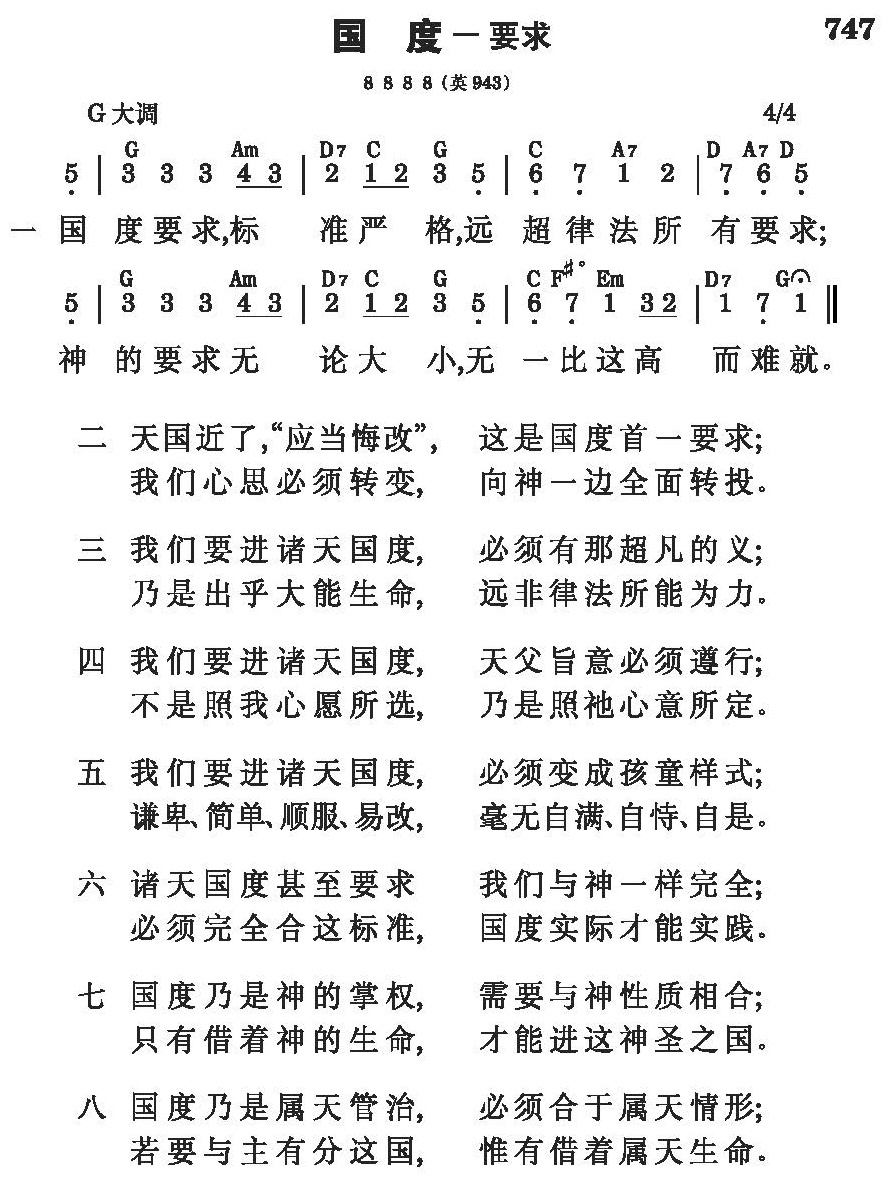 国 度－要求 747
8 8 8 8 (英 943)
G 大调 4/4
G Am D7 C G C A7 D A7 D
5 | 3 3 3 4 3 | 2 1 2 3 5 | 6 7 1 2 | 7 6 5
一 国 度要求,标 准严 格,远 超律法所 有要求;
G Am D7 C G C F♯° Em D7 G
5 | 3 3 3 4 3 | 2 1 2 3 5 | 6 7 1 3 2 | 1 7 1 ‖
神 的要求无 论大 小,无 一比这高 而难就。
二 天国近了,“应当悔改”, 这是国度首一要求;
我们心思必须转变, 向神一边全面转投。
三 我们要进诸天国度, 必须有那超凡的义;
乃是出乎大能生命, 远非律法所能为力。
四 我们要进诸天国度, 天父旨意必须遵行;
不是照我心愿所选, 乃是照祂心意所定。
五 我们要进诸天国度, 必须变成孩童样式;
谦卑、简单、顺服、易改, 毫无自满、自恃、自是。
六 诸天国度甚至要求 我们与神一样完全;
必须完全合这标准, 国度实际才能实践。
七 国度乃是神的掌权, 需要与神性质相合;
只有借着神的生命, 才能进这神圣之国。
八 国度乃是属天管治, 必须合于属天情形;
若要与主有分这国, 惟有借着属天生命。